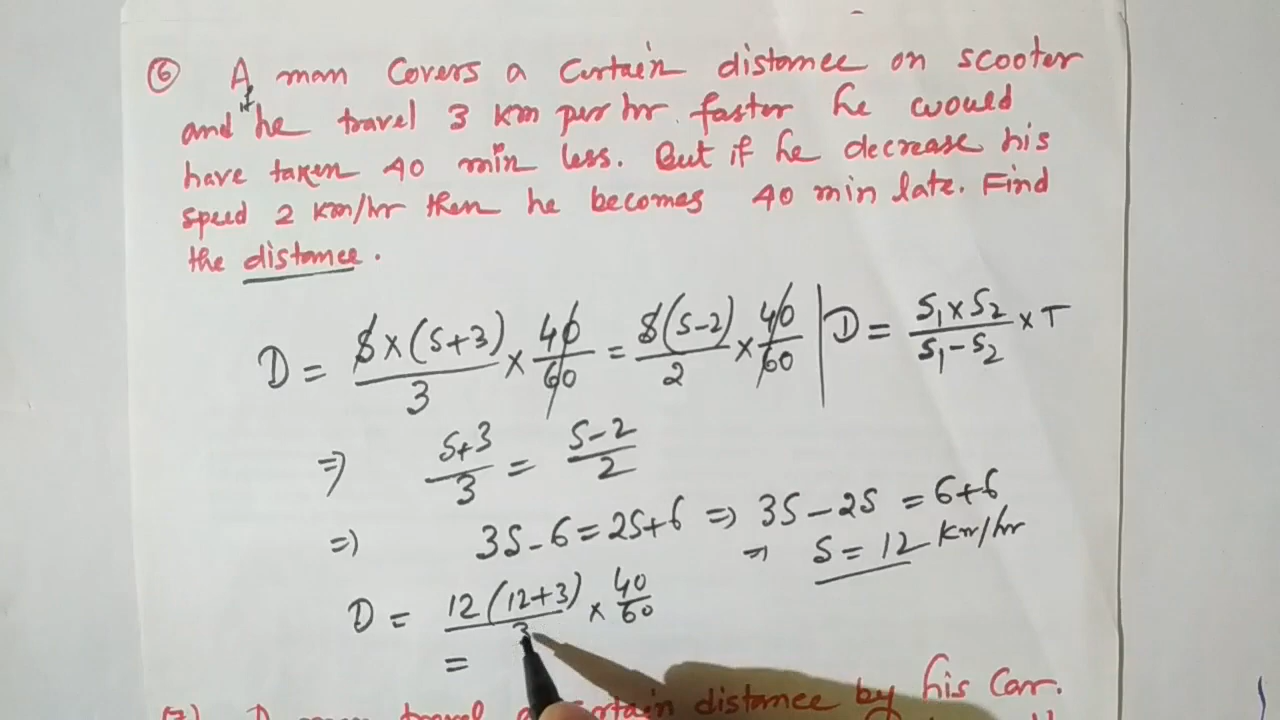 ⑥ A man Covers a Certain distance on scooter
and if he travel 3 Km per hr. faster he would
have taken 40 min less. But if he decrease his
speed 2 Km/hr then he becomes 40 min late. Find
the distance.
D = S×(S+3)/3 × 40/60 = S(S-2)/2 × 40/60 | D = S₁×S₂/S₁-S₂ × T
⇒ S+3/3 = S-2/2
⇒ 3S-6=2S+6 ⇒ 3S-2S = 6+6
⇒ S = 12 Km/hr
D = 12(12+3)/3 × 40/60
=
distance by his Car.